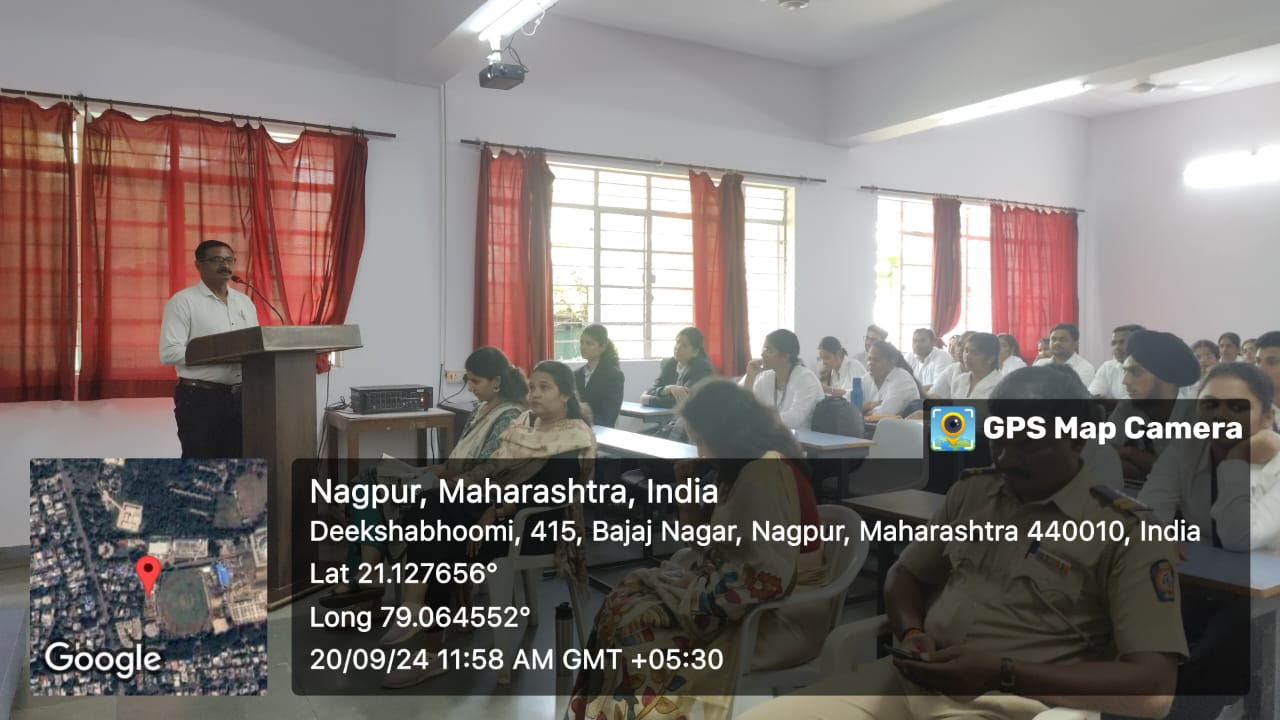 GPS Map Camera
Nagpur, Maharashtra, India
Deekshabhoomi, 415, Bajaj Nagar, Nagpur, Maharashtra 440010, India
Lat 21.127656°
Long 79.064552°
20/09/24 11:58 AM GMT +05:30
Google